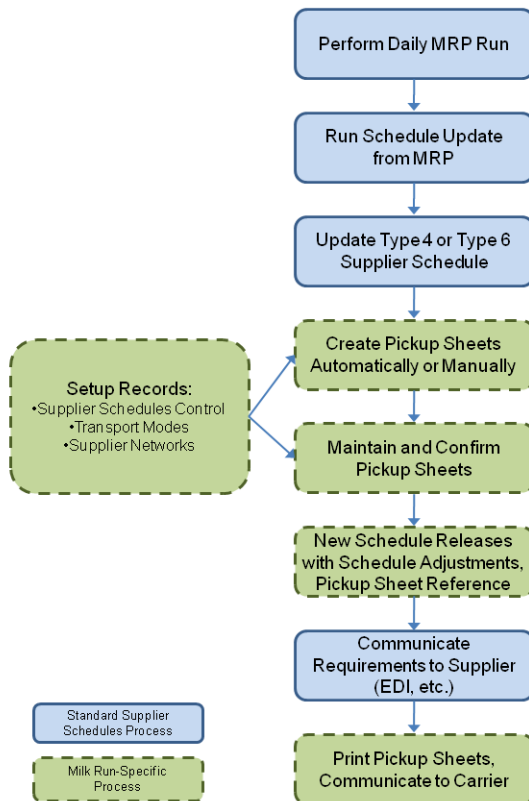 Perform Daily MRP Run
Run Schedule Update
from MRP
Update Type 4 or Type 6
Supplier Schedule
Create Pickup Sheets
Automatically or Manually
Setup Records:
•Supplier Schedules Control
•Transport Modes
•Supplier Networks
Maintain and Confirm
Pickup Sheets
New Schedule Releases
with Schedule Adjustments,
Pickup Sheet Reference
Communicate
Requirements to Supplier
(EDI, etc.)
Print Pickup Sheets,
Communicate to Carrier
Standard Supplier
Schedules Process
Milk Run-Specific
Process